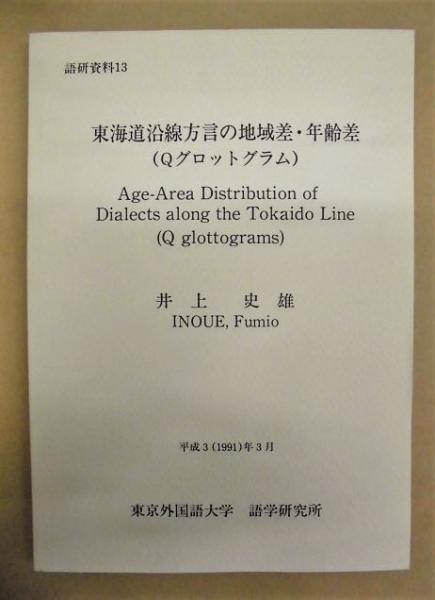 語研資料13
東海道沿線方言の地域差・年齢差
(Qグロットグラム)
Age-Area Distribution of
Dialects along the Tokaido Line
(Q glottograms)
井上 史雄
INOUE, Fumio
平成3(1991)年3月
東京外国語大学 語学研究所